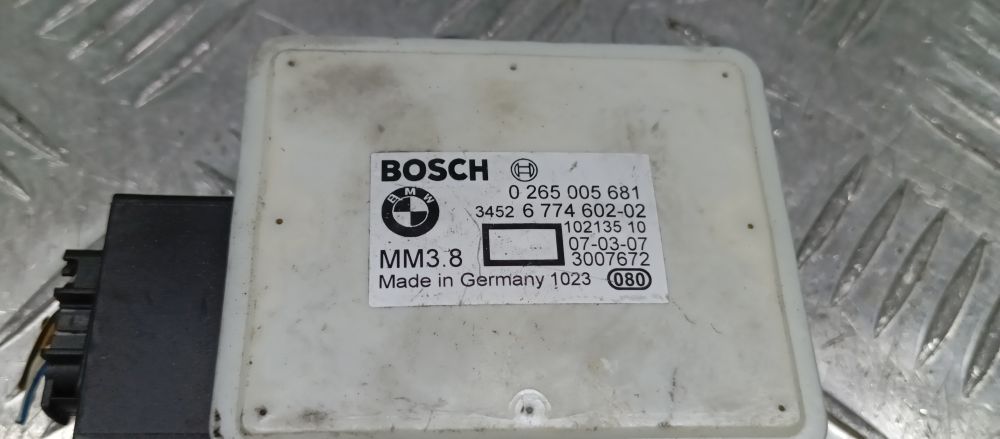 BOSCH
0 265 005 681
BMW
3452 6 774 602-02
102135 10
07-03-07
MM3.8
3007672
Made in Germany 1023 080